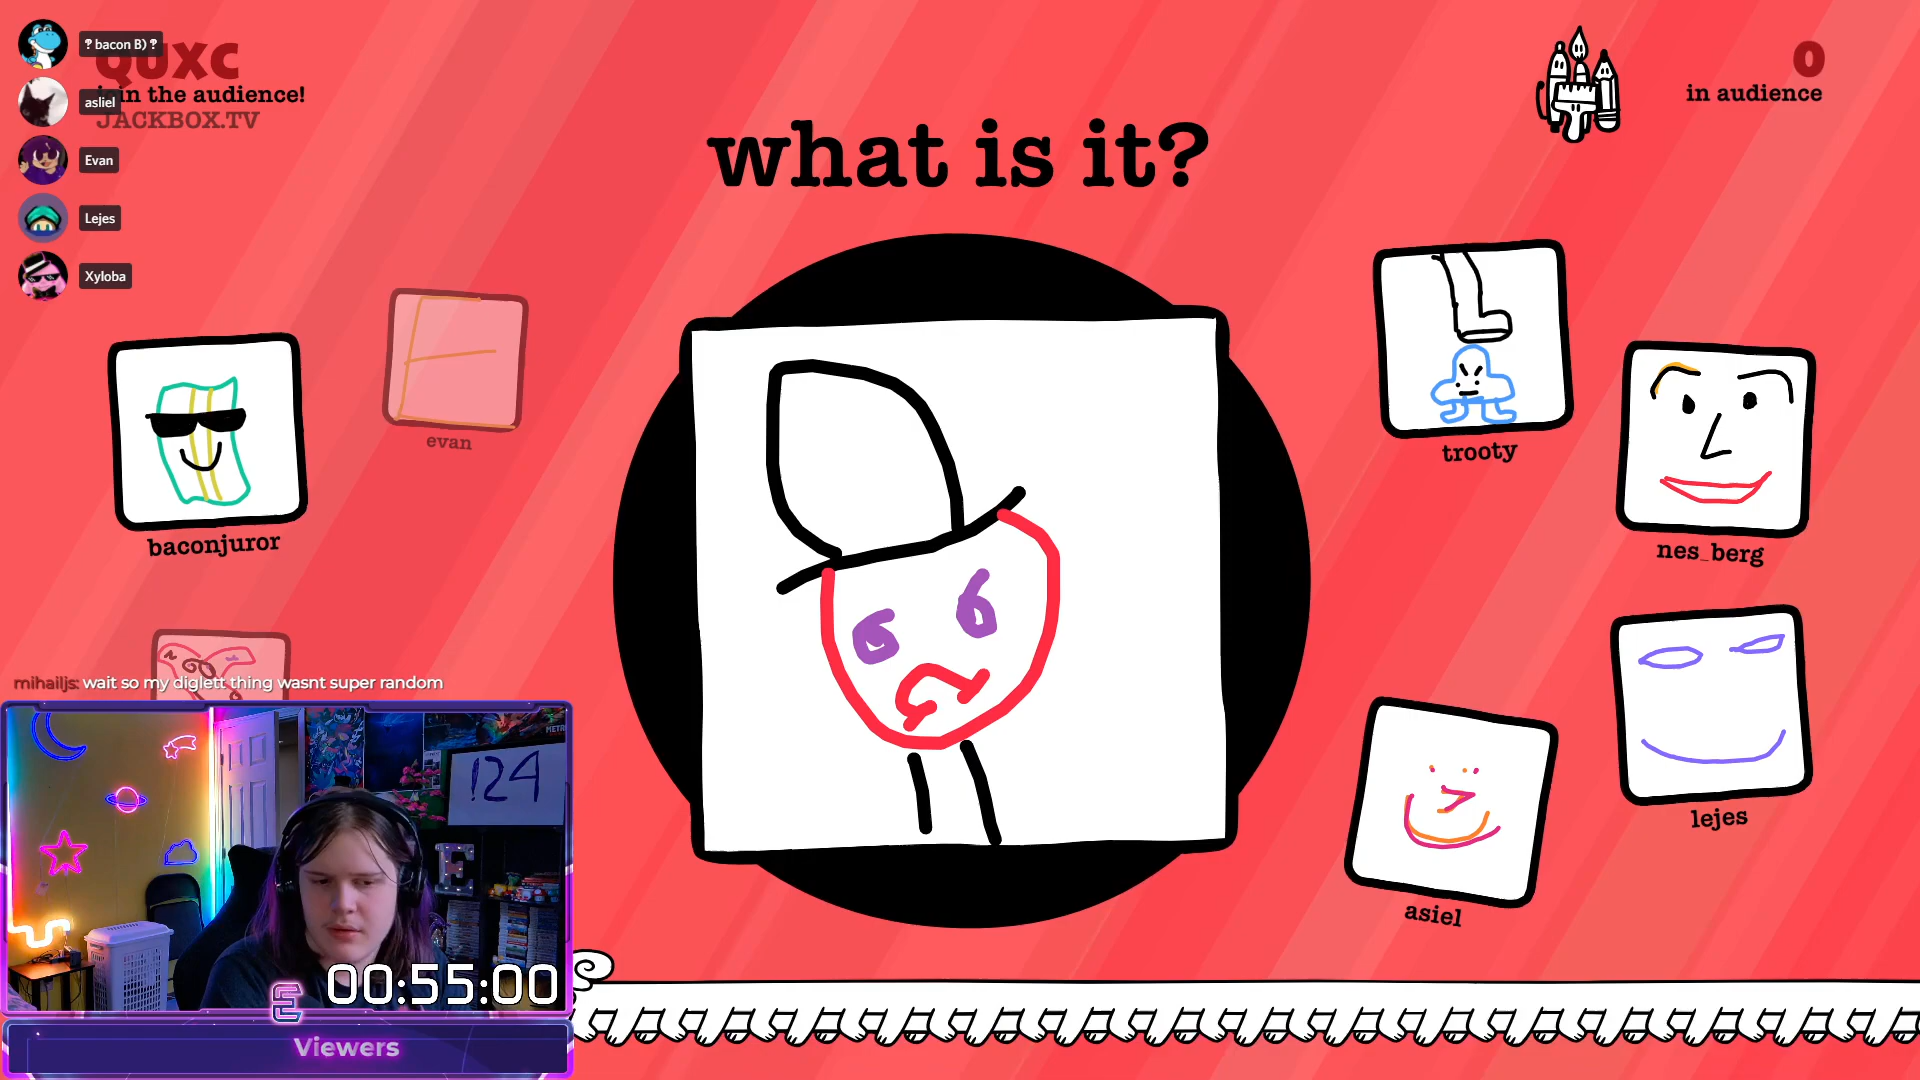 ? bacon B) ?
QUXC
join the audience!
JACKBOX.TV
asliel
Evan
Lejes
Xyloba
0
in audience
what is it?
evan
baconjuror
trooty
nes_berg
lejes
asiel
mihailjs: wait so my diglett thing wasnt super random
124
E
00:55:00
Viewers